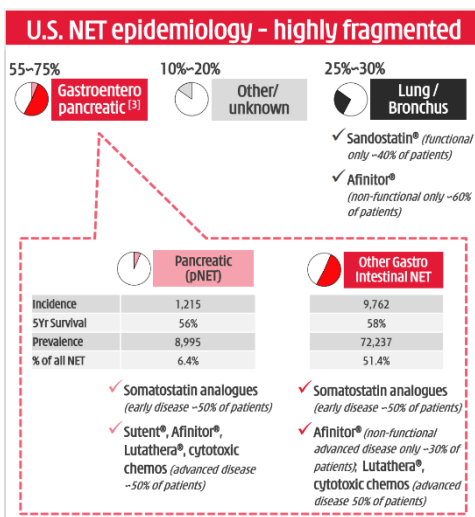 U.S. NET epidemiology – highly fragmented
55~75%
Gastroentero
pancreatic [3]
10%~20%
Other/
unknown
25%~30%
Lung /
Bronchus
✓ Sandostatin® (functional
only ~40% of patients)
✓ Afinitor®
(non-functional only ~60%
of patients)
Pancreatic
(pNET)
Other Gastro
Intestinal NET
Incidence 1,215 9,762
5Yr Survival 56% 58%
Prevalence 8,995 72,237
% of all NET 6.4% 51.4%
✓ Somatostatin analogues
(early disease ~50% of patients)
✓ Sutent®, Afinitor®,
Lutathera®, cytotoxic
chemos (advanced disease
~50% of patients)
✓ Somatostatin analogues
(early disease ~50% of patients)
✓ Afinitor® (non-functional
advanced disease only ~30% of
patients); Lutathera®,
cytotoxic chemos (advanced
disease 50% of patients)